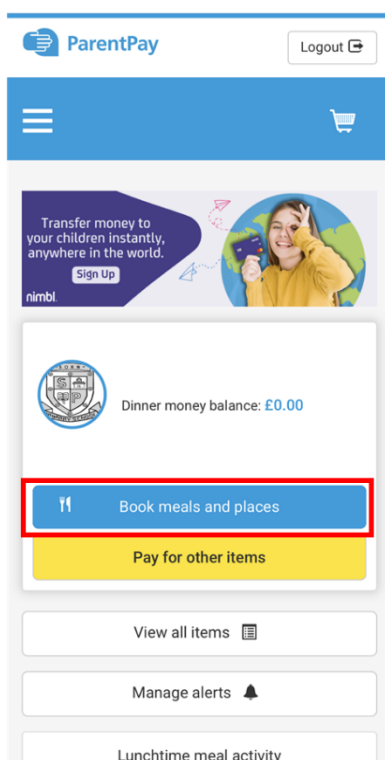 ParentPay
Logout
Transfer money to
your children instantly,
anywhere in the world.
Sign Up
nimbl.
Dinner money balance: £0.00
Book meals and places
Pay for other items
View all items
Manage alerts
Lunchtime meal activity